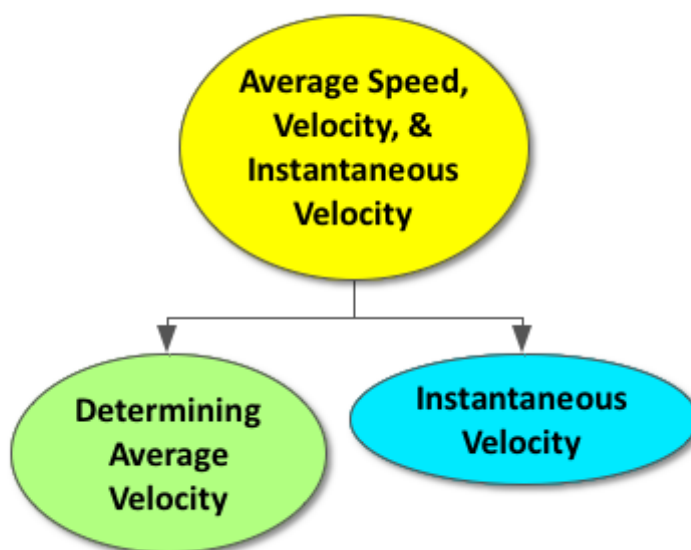 Average Speed,
Velocity, &
Instantaneous
Velocity
Determining
Average
Velocity
Instantaneous
Velocity